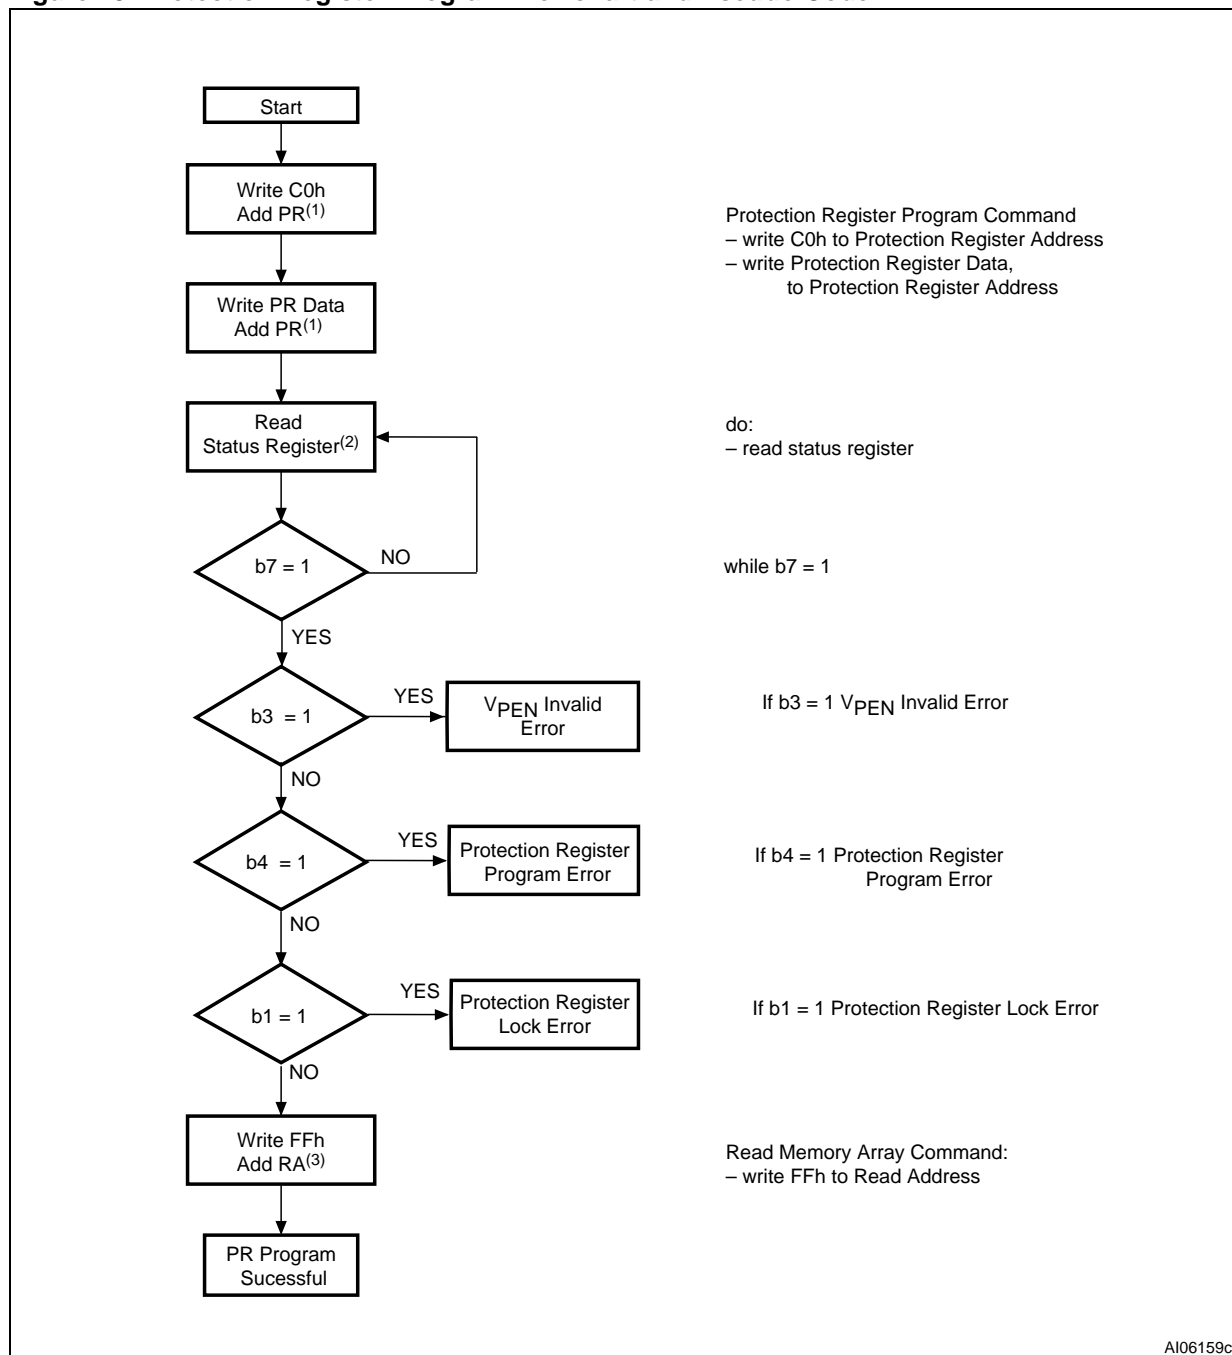 Start
Write C0h
Add PR(1)
Protection Register Program Command
– write C0h to Protection Register Address
– write Protection Register Data,
to Protection Register Address
Write PR Data
Add PR(1)
Read
Status Register(2)
do:
– read status register
b7 = 1
NO
while b7 = 1
YES
b3 = 1
YES
VPEN Invalid
Error
If b3 = 1 VPEN Invalid Error
NO
b4 = 1
YES
Protection Register
Program Error
If b4 = 1 Protection Register
Program Error
NO
b1 = 1
YES
Protection Register
Lock Error
If b1 = 1 Protection Register Lock Error
NO
Write FFh
Add RA(3)
Read Memory Array Command:
– write FFh to Read Address
PR Program
Sucessful
AI06159c